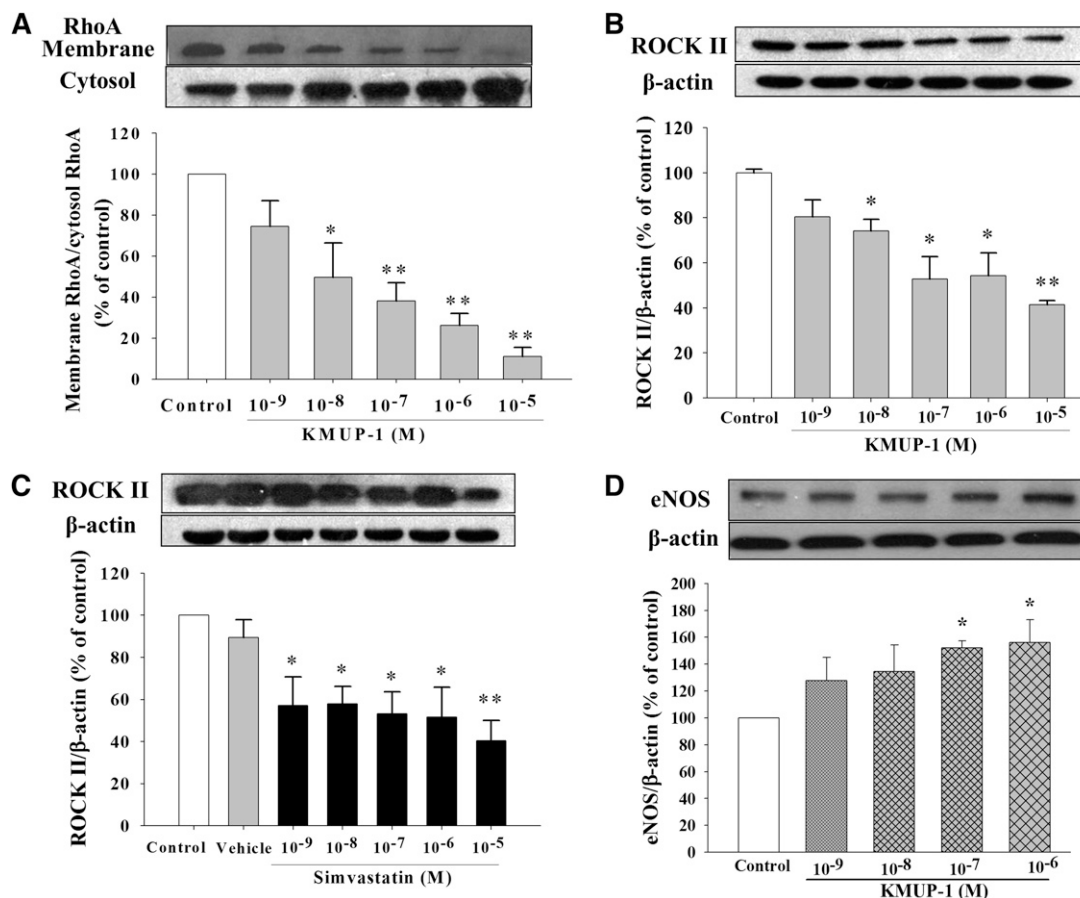 A
RhoA
Membrane
Cytosol
Membrane RhoA/cytosol RhoA
(% of control)
120
100
80
60
40
20
0
*
**
**
**
Control 10-9 10-8 10-7 10-6 10-5
KMUP-1 (M)
B
ROCK II
β-actin
ROCK II/β-actin (% of control)
120
100
80
60
40
20
0
*
*
*
**
Control 10-9 10-8 10-7 10-6 10-5
KMUP-1 (M)
C
ROCK II
β-actin
ROCK II/β-actin (% of control)
120
100
80
60
40
20
0
*
*
*
*
**
Control Vehicle 10-9 10-8 10-7 10-6 10-5
Simvastatin (M)
D
eNOS
β-actin
eNOS/β-actin (% of control)
200
180
160
140
120
100
80
60
40
20
0
*
*
Control 10-9 10-8 10-7 10-6
KMUP-1 (M)